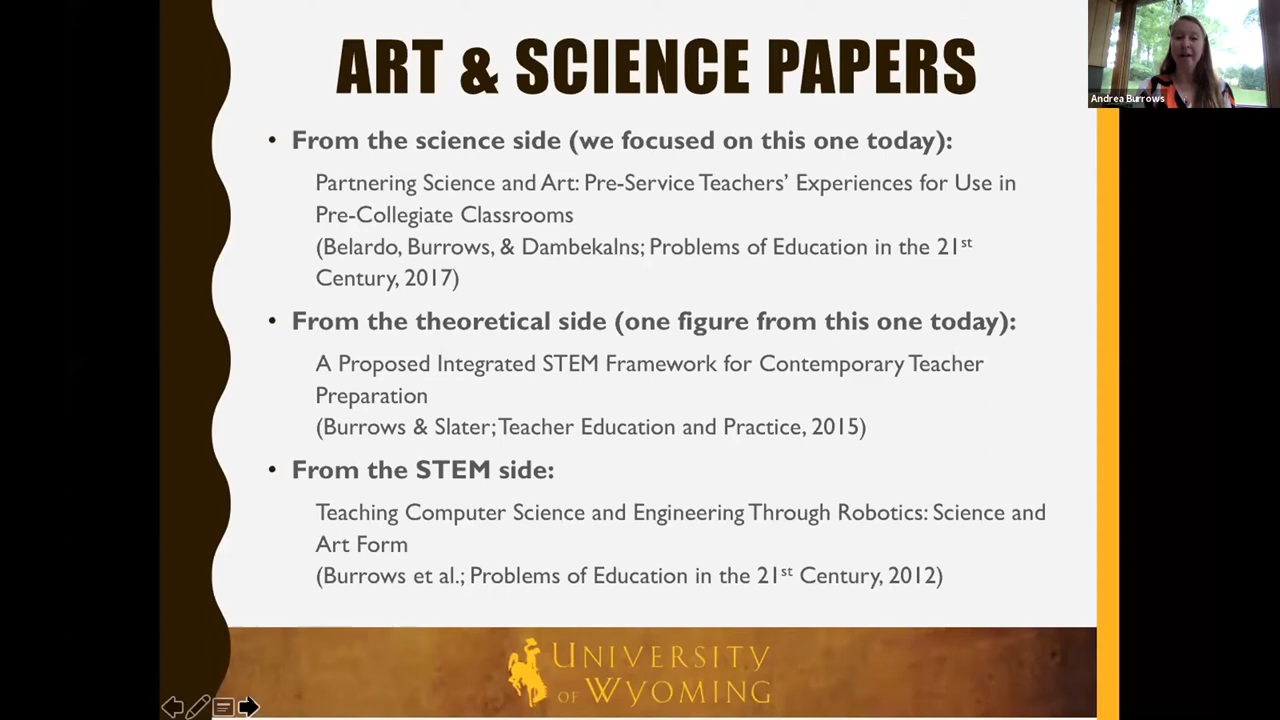 ART & SCIENCE PAPERS
Andrea Burrows
• From the science side (we focused on this one today):
Partnering Science and Art: Pre-Service Teachers’ Experiences for Use in
Pre-Collegiate Classrooms
(Belardo, Burrows, & Dambekalns; Problems of Education in the 21st
Century, 2017)
• From the theoretical side (one figure from this one today):
A Proposed Integrated STEM Framework for Contemporary Teacher
Preparation
(Burrows & Slater; Teacher Education and Practice, 2015)
• From the STEM side:
Teaching Computer Science and Engineering Through Robotics: Science and
Art Form
(Burrows et al.; Problems of Education in the 21st Century, 2012)
UNIVERSITY
OF WYOMING